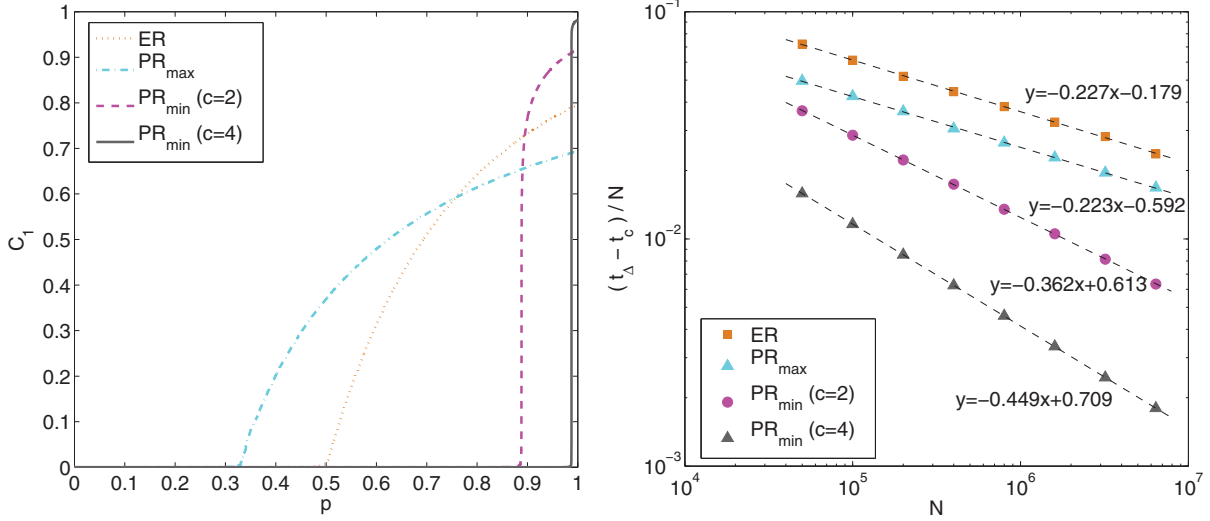 1
0.9
0.8
0.7
0.6
0.5
0.4
0.3
0.2
0.1
0
C₁
ER
PRmax
PRmin (c=2)
PRmin (c=4)
0 0.1 0.2 0.3 0.4 0.5 0.6 0.7 0.8 0.9 1
p
10⁻¹
10⁻²
10⁻³
( tΔ − tc ) / N
y=−0.227x−0.179
y=−0.223x−0.592
y=−0.362x+0.613
y=−0.449x+0.709
ER
PRmax
PRmin (c=2)
PRmin (c=4)
10⁴ 10⁵ 10⁶ 10⁷
N